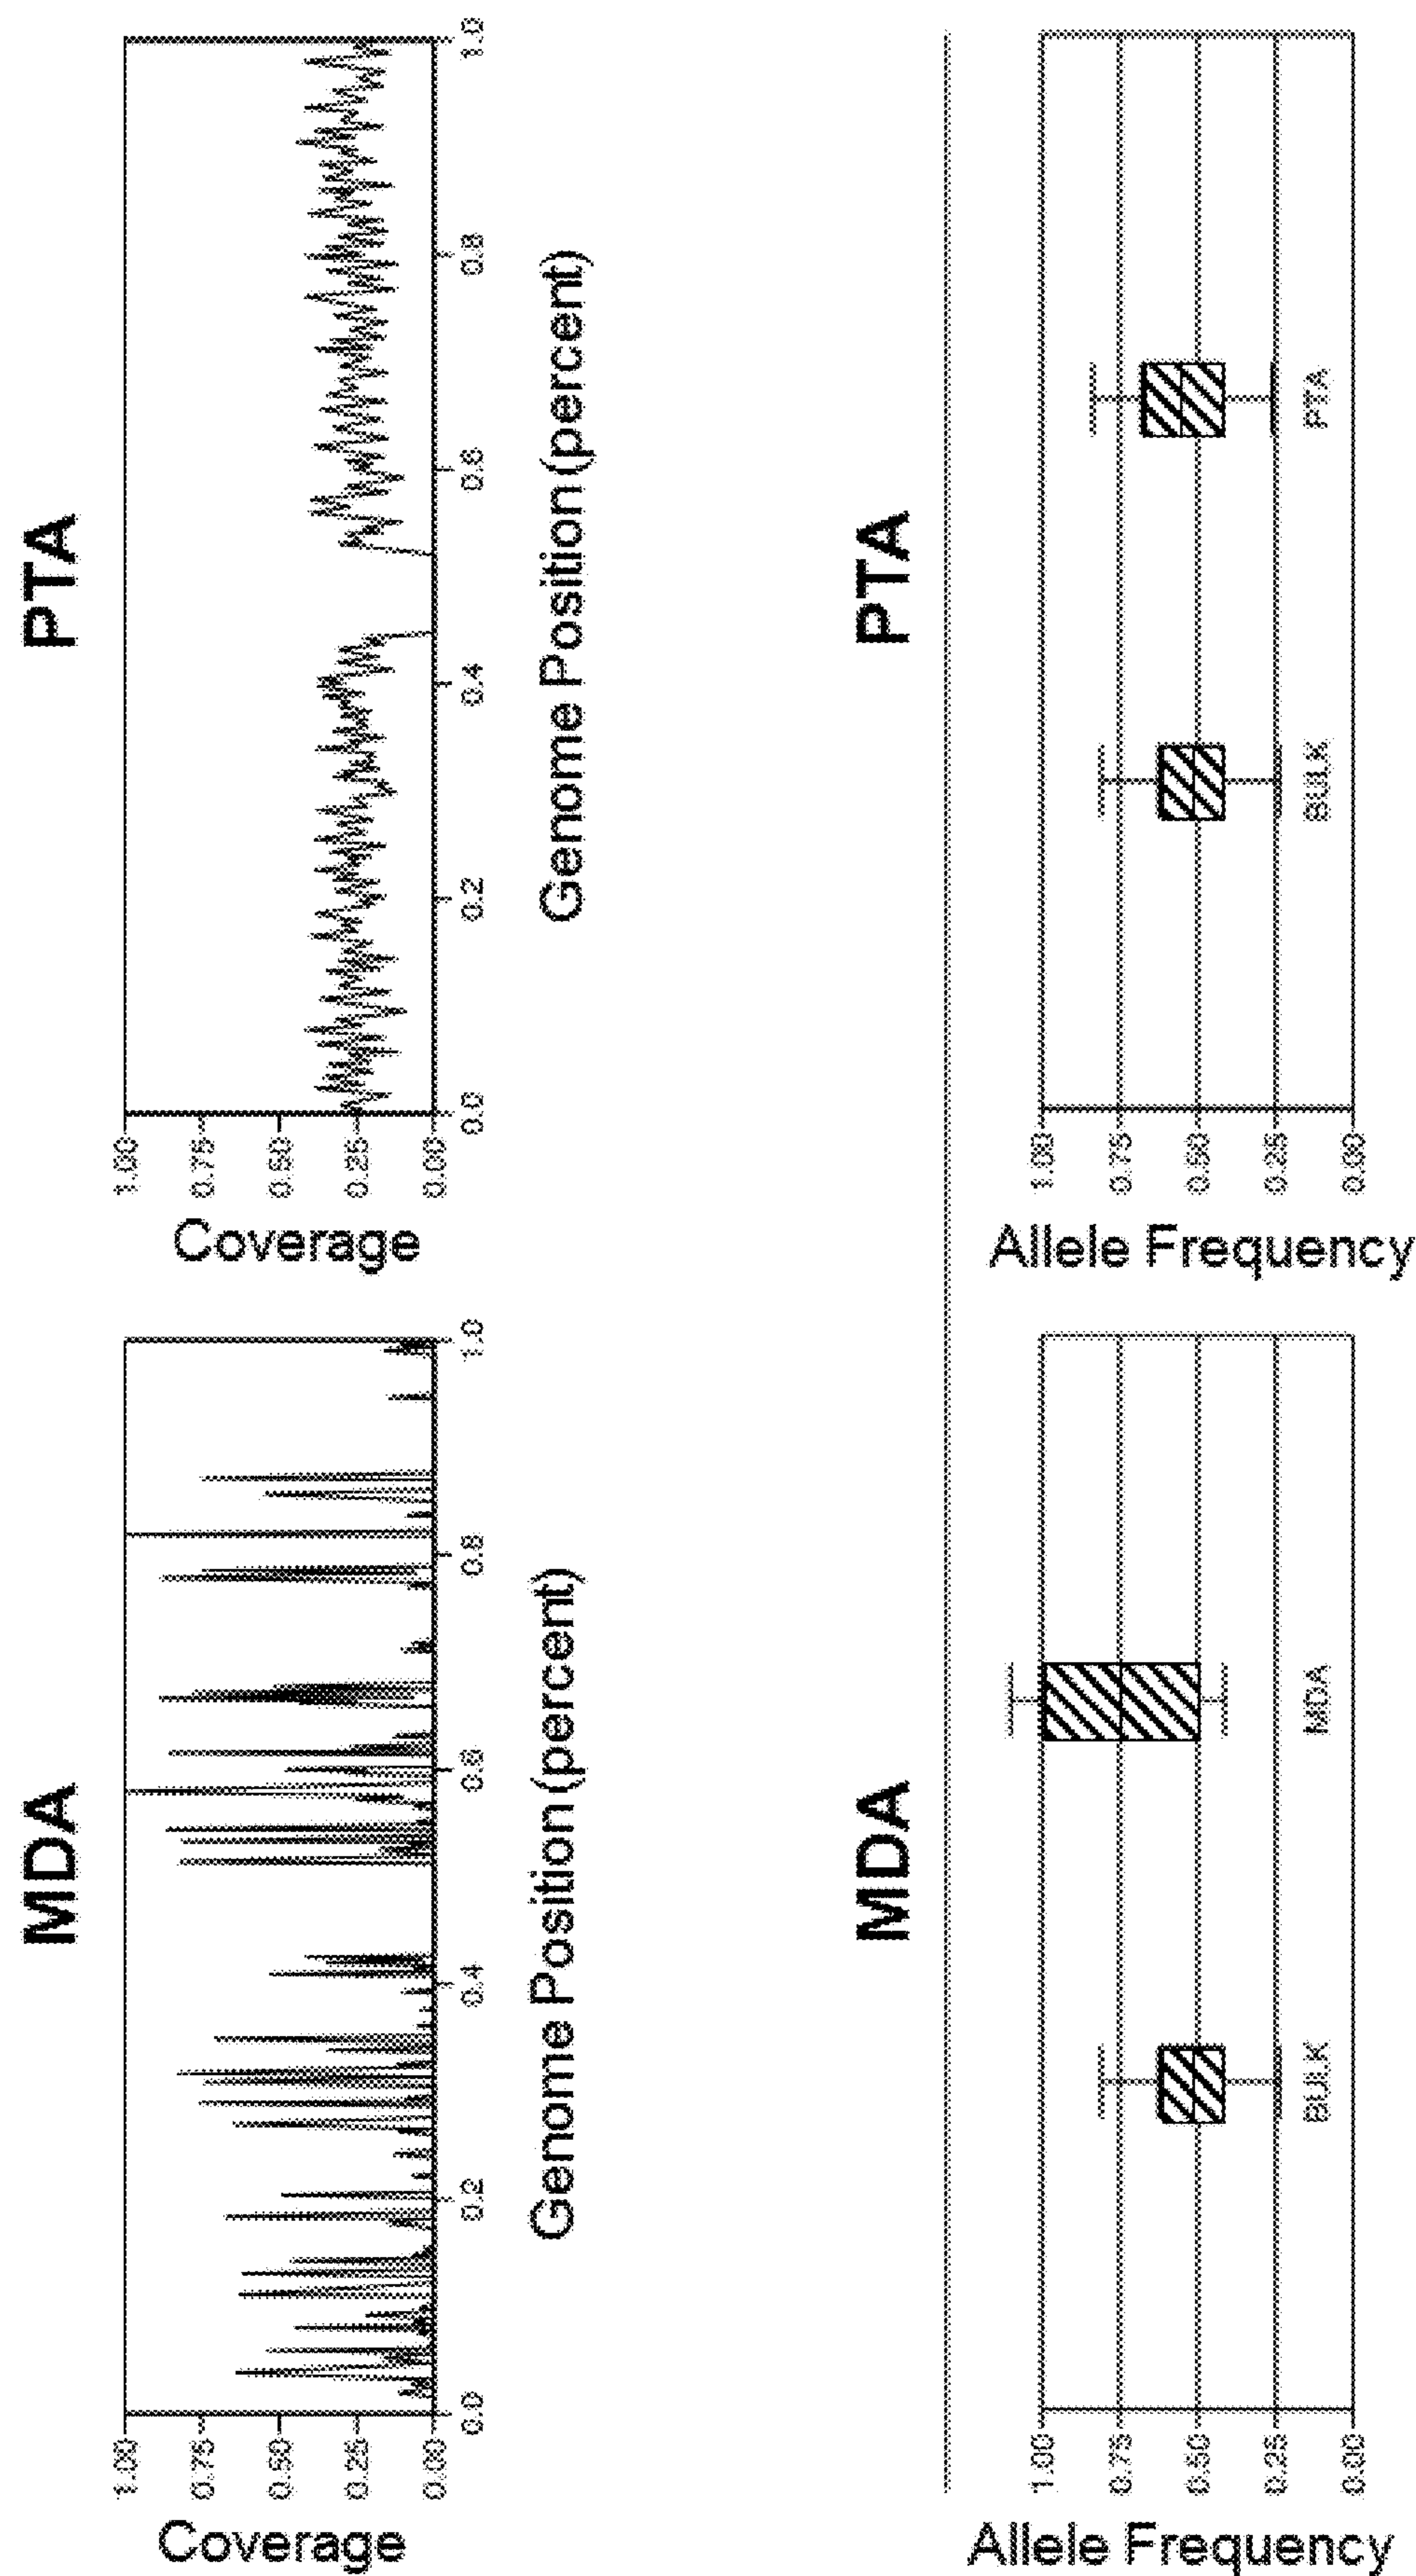 MDA
Coverage
1.00
0.75
0.50
0.25
0.00
0.0 0.2 0.4 0.6 0.8 1.0
Genome Position (percent)
PTA
Coverage
1.00
0.75
0.50
0.25
0.00
0.0 0.2 0.4 0.6 0.8 1.0
Genome Position (percent)
MDA
Allele Frequency
1.00
0.75
0.50
0.25
0.00
BULK MDA
PTA
Allele Frequency
1.00
0.75
0.50
0.25
0.00
BULK PTA